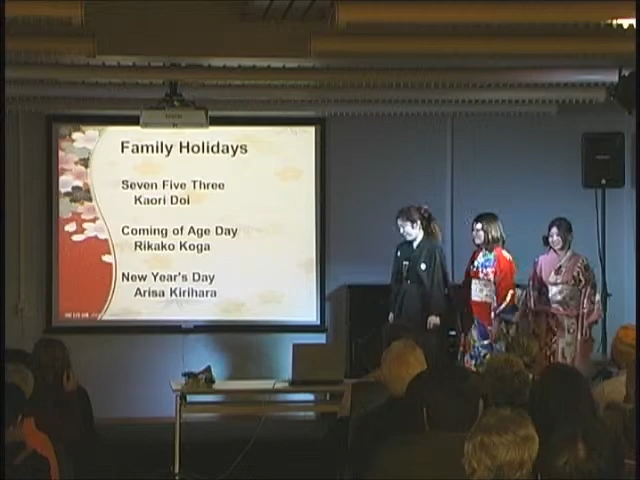 Family Holidays
Seven Five Three
Kaori Doi
Coming of Age Day
Rikako Koga
New Year's Day
Arisa Kirihara